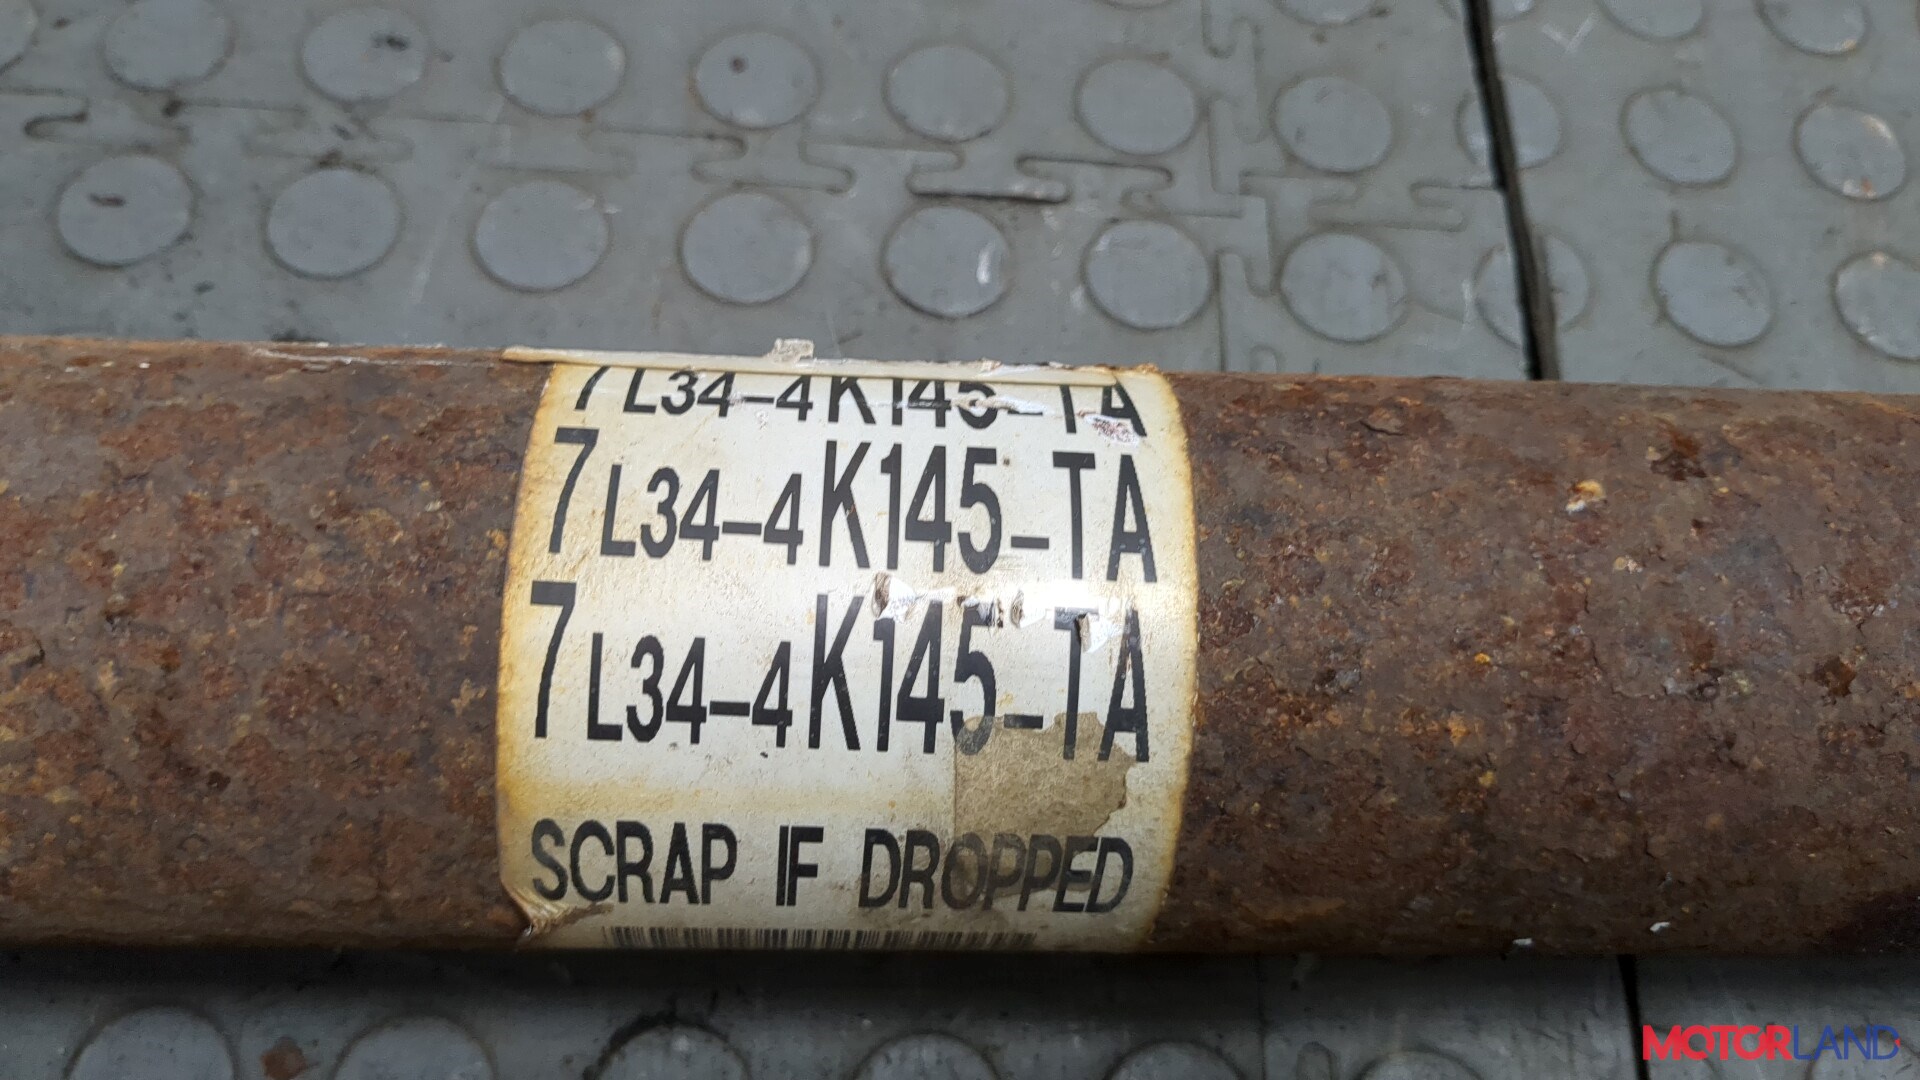 7L34-4K145-TA
7L34-4K145-TA
7L34-4K145-TA
SCRAP IF DROPPED
MOTORLAND